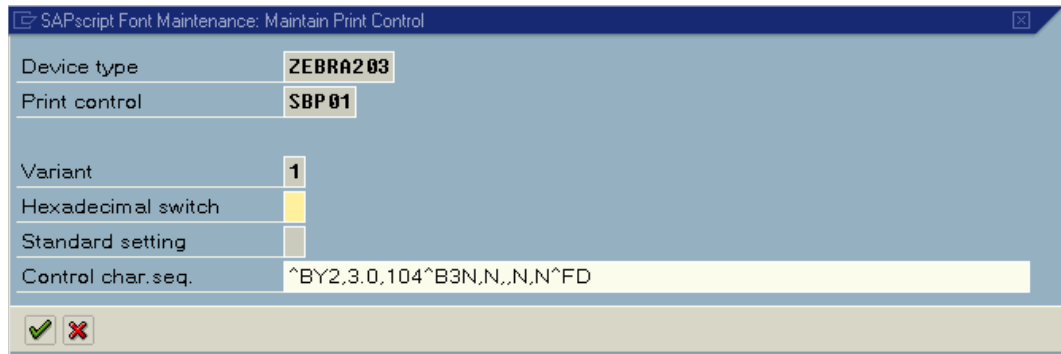 SAPscript Font Maintenance: Maintain Print Control
Device type ZEBRA203
Print control SBP01
Variant 1
Hexadecimal switch
Standard setting
Control char.seq. ^BY2,3.0,104^B3N,N,,N,N^FD